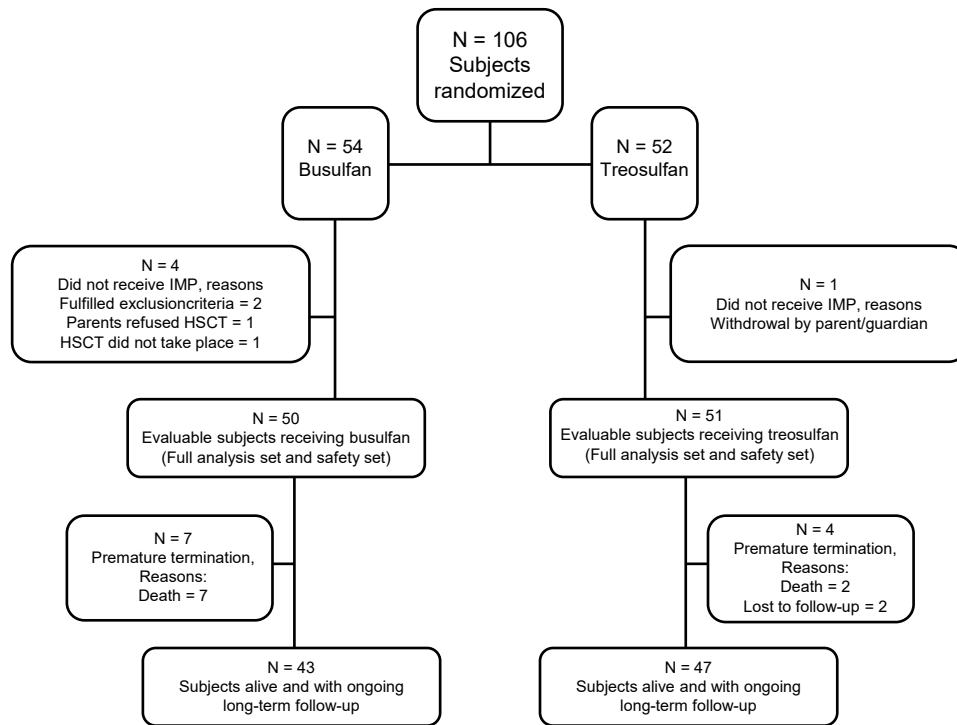 N = 106
Subjects
randomized
N = 54
Busulfan
N = 52
Treosulfan
N = 4
Did not receive IMP, reasons
Fulfilled exclusioncriteria = 2
Parents refused HSCT = 1
HSCT did not take place = 1
N = 1
Did not receive IMP, reasons
Withdrawal by parent/guardian
N = 50
Evaluable subjects receiving busulfan
(Full analysis set and safety set)
N = 51
Evaluable subjects receiving treosulfan
(Full analysis set and safety set)
N = 7
Premature termination,
Reasons:
Death = 7
N = 4
Premature termination,
Reasons:
Death = 2
Lost to follow-up = 2
N = 43
Subjects alive and with ongoing
long-term follow-up
N = 47
Subjects alive and with ongoing
long-term follow-up